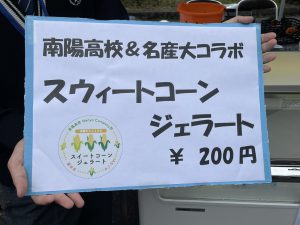 南陽高校&名産大コラボ
スウィートコーン
ジェラート
¥ 200円
スイートコーン
ジェラート